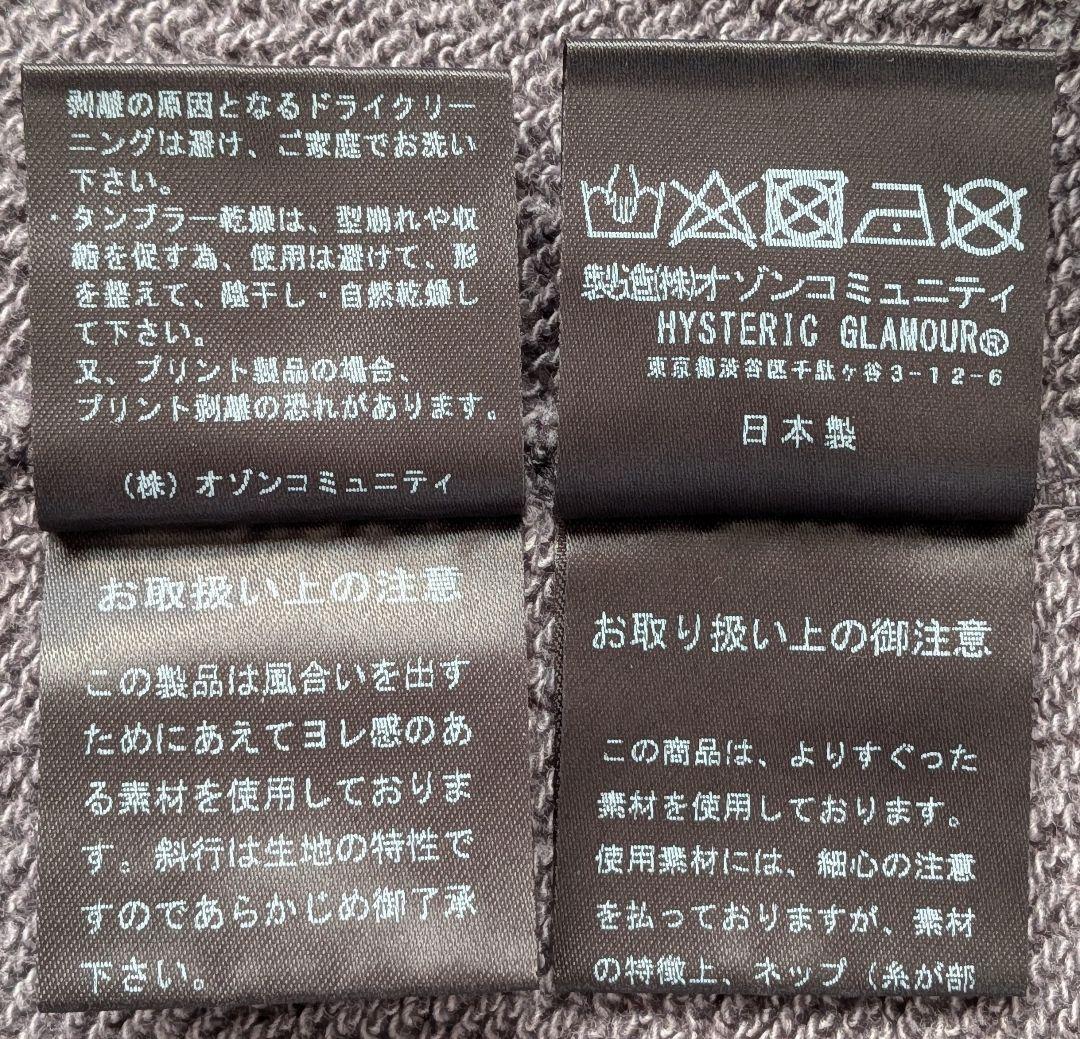 剥離の原因となるドライクリー
ニングは避け、ご家庭でお洗い
下さい。
・タンブラー乾燥は、型崩れや収
縮を促す為、使用は避けて、形
を整えて、陰干し・自然乾燥し
て下さい。
又、プリント製品の場合、
プリント剥離の恐れがあります。
（株）オゾンコミュニティ
お取扱い上の注意
この製品は風合いを出す
ためにあえてヨレ感のあ
る素材を使用しておりま
す。斜行は生地の特性で
すのであらかじめ御了承
下さい。
製造(株)オゾンコミュニティ
HYSTERIC GLAMOUR®
東京都渋谷区千駄ヶ谷3-12-6
日本製
お取り扱い上の御注意
この商品は、よりすぐった
素材を使用しております。
使用素材には、細心の注意
を払っておりますが、素材
の特徴上、ネップ（糸が部